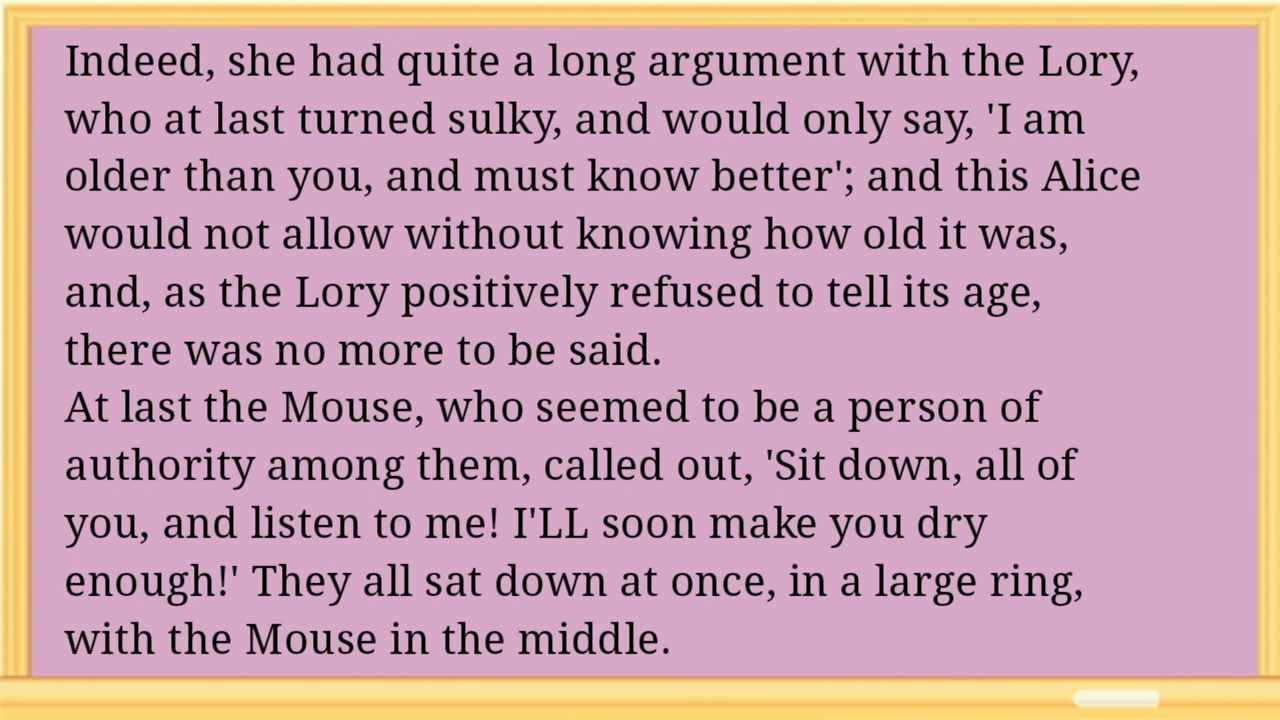 Indeed, she had quite a long argument with the Lory,
who at last turned sulky, and would only say, 'I am
older than you, and must know better'; and this Alice
would not allow without knowing how old it was,
and, as the Lory positively refused to tell its age,
there was no more to be said.
At last the Mouse, who seemed to be a person of
authority among them, called out, 'Sit down, all of
you, and listen to me! I'LL soon make you dry
enough!' They all sat down at once, in a large ring,
with the Mouse in the middle.